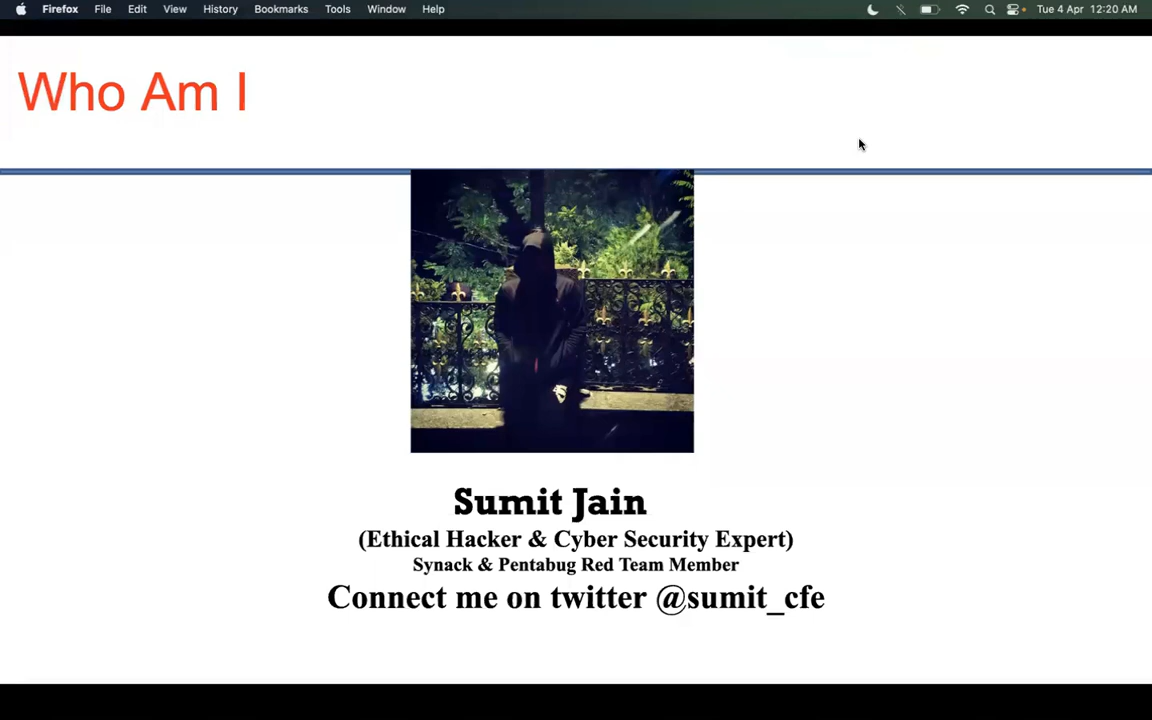 Firefox File Edit View History Bookmarks Tools Window Help Tue 4 Apr 12:20 AM
Who Am I
Sumit Jain
(Ethical Hacker & Cyber Security Expert)
Synack & Pentabug Red Team Member
Connect me on twitter @sumit_cfe